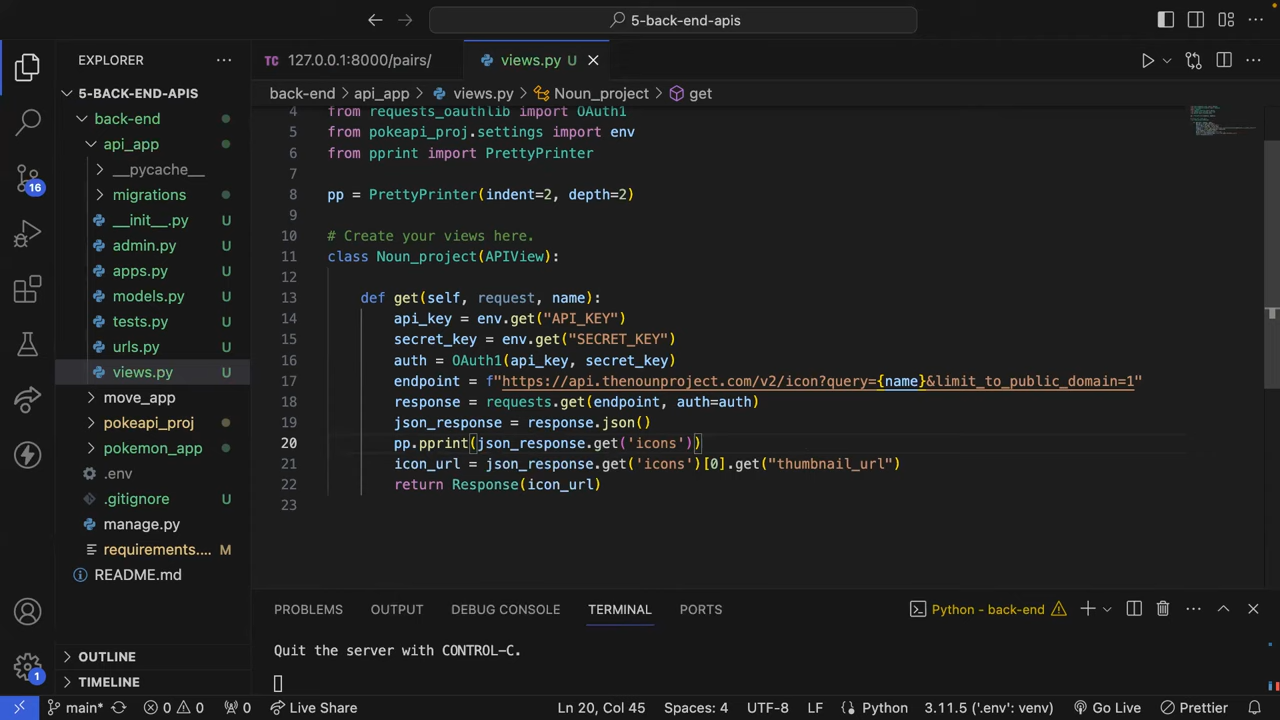 5-back-end-apis
EXPLORER
TC 127.0.0.1:8000/pairs/
views.py U
5-BACK-END-APIS
back-end > api_app > views.py > Noun_project > get
back-end
api_app
__pycache__
migrations
__init__.py U
admin.py U
apps.py U
models.py U
tests.py U
urls.py U
views.py U
move_app
pokeapi_proj
pokemon_app
.env
.gitignore U
manage.py
requirements.... M
README.md
OUTLINE
TIMELINE
16
1
4 from requests_oauthlib import OAuth1
5 from pokeapi_proj.settings import env
6 from pprint import PrettyPrinter
7
8 pp = PrettyPrinter(indent=2, depth=2)
9
10 # Create your views here.
11 class Noun_project(APIView):
12
13 def get(self, request, name):
14 api_key = env.get("API_KEY")
15 secret_key = env.get("SECRET_KEY")
16 auth = OAuth1(api_key, secret_key)
17 endpoint = f"https://api.thenounproject.com/v2/icon?query={name}&limit_to_public_domain=1"
18 response = requests.get(endpoint, auth=auth)
19 json_response = response.json()
20 pp.pprint(json_response.get('icons'))
21 icon_url = json_response.get('icons')[0].get("thumbnail_url")
22 return Response(icon_url)
23
PROBLEMS OUTPUT DEBUG CONSOLE TERMINAL PORTS
Python - back-end
Quit the server with CONTROL-C.
main* 0 0 0 Live Share Ln 20, Col 45 Spaces: 4 UTF-8 LF Python 3.11.5 ('.env': venv) Go Live Prettier